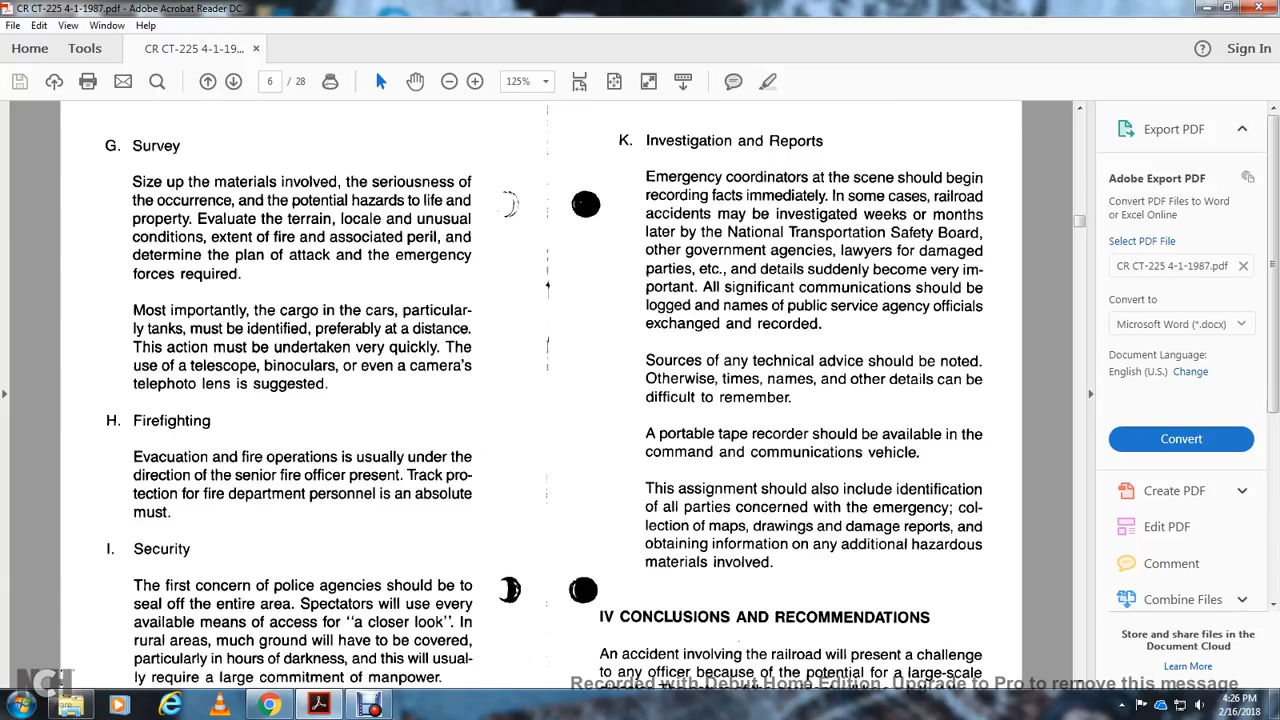 CR CT-225 4-1-1987.pdf - Adobe Acrobat Reader DC
File Edit View Window Help
Home Tools CR CT-225 4-1-19... × Sign In
6 / 28 125%
G. Survey
Size up the materials involved, the seriousness of
the occurrence, and the potential hazards to life and
property. Evaluate the terrain, locale and unusual
conditions, extent of fire and associated peril, and
determine the plan of attack and the emergency
forces required.
Most importantly, the cargo in the cars, particular-
ly tanks, must be identified, preferably at a distance.
This action must be undertaken very quickly. The
use of a telescope, binoculars, or even a camera's
telephoto lens is suggested.
H. Firefighting
Evacuation and fire operations is usually under the
direction of the senior fire officer present. Track pro-
tection for fire department personnel is an absolute
must.
I. Security
The first concern of police agencies should be to
seal off the entire area. Spectators will use every
available means of access for "a closer look". In
rural areas, much ground will have to be covered,
particularly in hours of darkness, and this will usual-
ly require a large commitment of manpower.
K. Investigation and Reports
Emergency coordinators at the scene should begin
recording facts immediately. In some cases, railroad
accidents may be investigated weeks or months
later by the National Transportation Safety Board,
other government agencies, lawyers for damaged
parties, etc., and details suddenly become very im-
portant. All significant communications should be
logged and names of public service agency officials
exchanged and recorded.
Sources of any technical advice should be noted.
Otherwise, times, names, and other details can be
difficult to remember.
A portable tape recorder should be available in the
command and communications vehicle.
This assignment should also include identification
of all parties concerned with the emergency; col-
lection of maps, drawings and damage reports, and
obtaining information on any additional hazardous
materials involved.
IV CONCLUSIONS AND RECOMMENDATIONS
An accident involving the railroad will present a challenge
to any officer because of the potential for a large-scale
Export PDF
Adobe Export PDF
Convert PDF Files to Word
or Excel Online
Select PDF File
CR CT-225 4-1-1987.pdf
Convert to
Microsoft Word (*.docx)
Document Language:
English (U.S.) Change
Convert
Create PDF
Edit PDF
Comment
Combine Files
Store and share files in the
Document Cloud
Learn More
NCH
Recorded with Debut Home Edition. Upgrade to Pro to remove this message
4:26 PM
2/16/2018